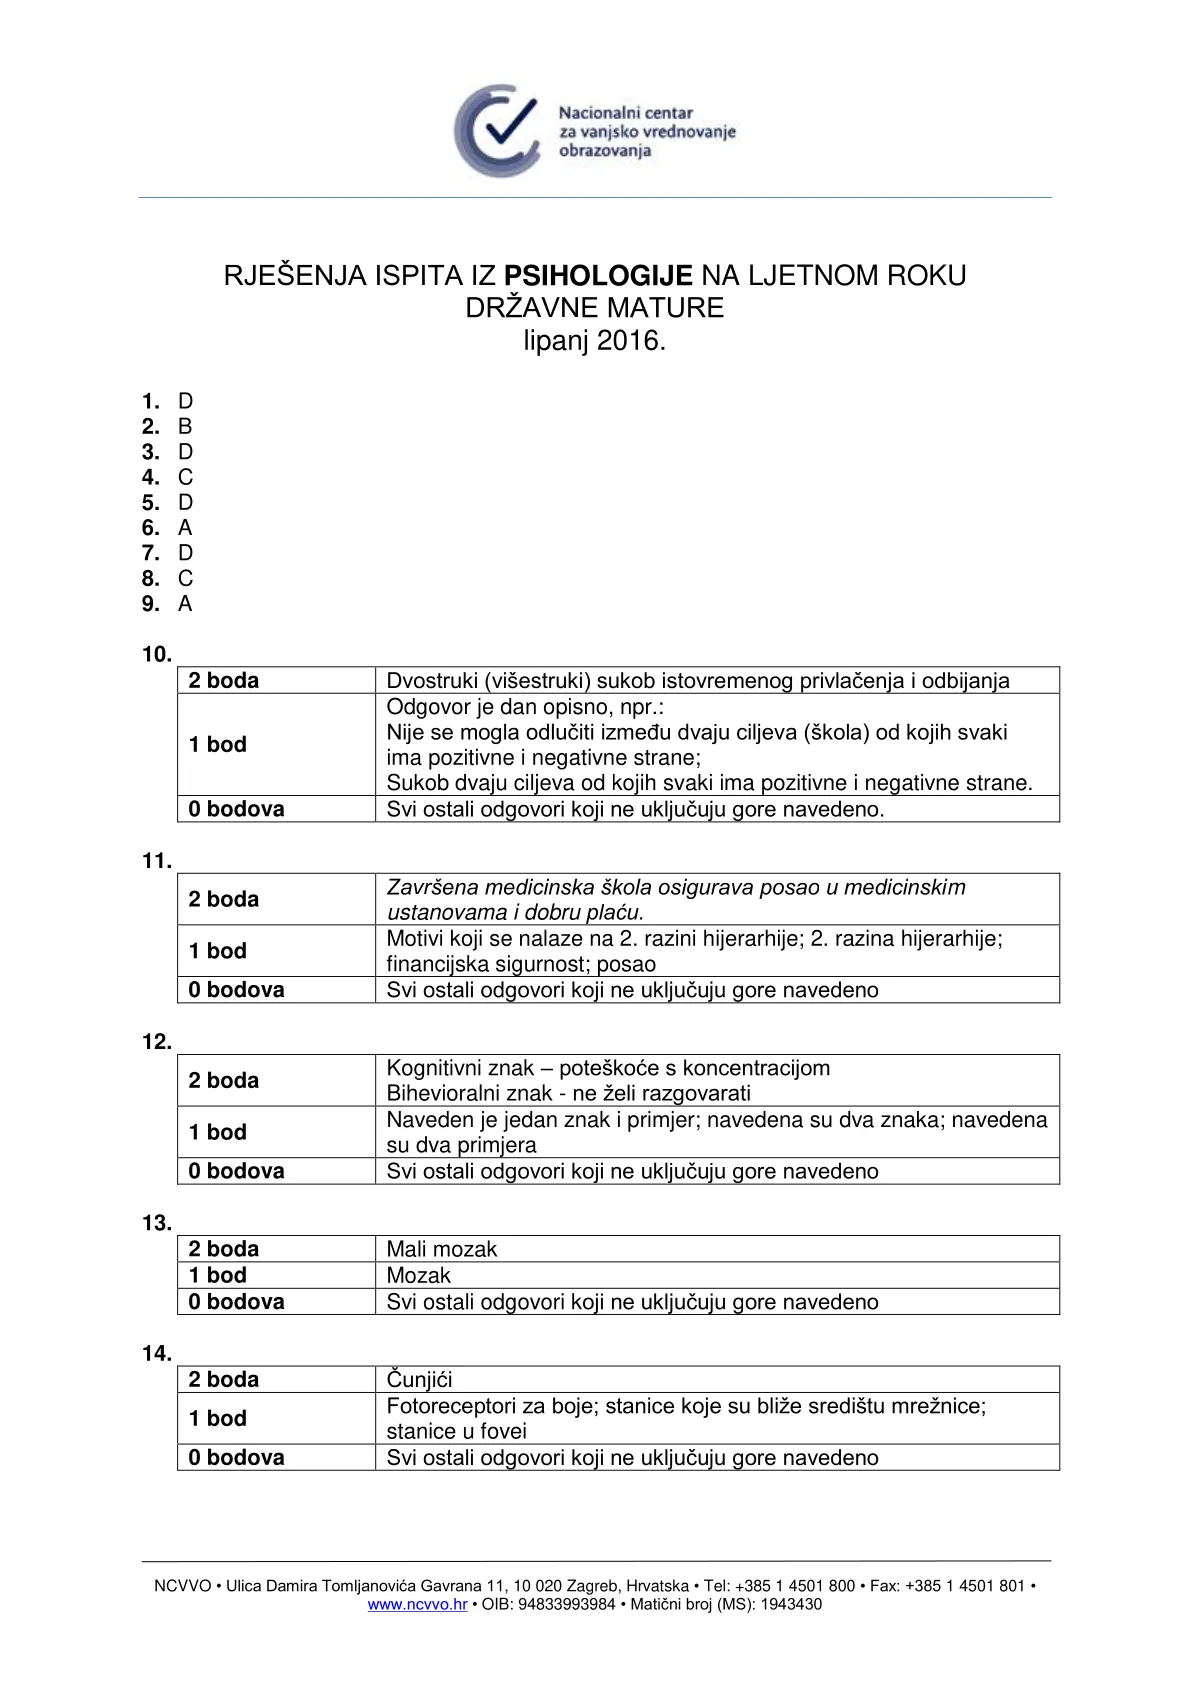 Nacionalni centar
za vanjsko vrednovanje
obrazovanja
RJEŠENJA ISPITA IZ PSIHOLOGIJE NA LJETNOM ROKU
DRŽAVNE MATURE
lipanj 2016.
1. D
2. B
3. D
4. C
5. D
6. A
7. D
8. C
9. A
10.
2 boda Dvostruki (višestruki) sukob istovremenog privlačenja i odbijanja
1 bod Odgovor je dan opisno, npr.:
Nije se mogla odlučiti između dvaju ciljeva (škola) od kojih svaki
ima pozitivne i negativne strane;
Sukob dvaju ciljeva od kojih svaki ima pozitivne i negativne strane.
0 bodova Svi ostali odgovori koji ne uključuju gore navedeno.
11.
2 boda Završena medicinska škola osigurava posao u medicinskim
ustanovama i dobru plaću.
1 bod Motivi koji se nalaze na 2. razini hijerarhije; 2. razina hijerarhije;
financijska sigurnost; posao
0 bodova Svi ostali odgovori koji ne uključuju gore navedeno
12.
2 boda Kognitivni znak – poteškoće s koncentracijom
Bihevioralni znak - ne želi razgovarati
1 bod Naveden je jedan znak i primjer; navedena su dva znaka; navedena
su dva primjera
0 bodova Svi ostali odgovori koji ne uključuju gore navedeno
13.
2 boda Mali mozak
1 bod Mozak
0 bodova Svi ostali odgovori koji ne uključuju gore navedeno
14.
2 boda Čunjići
1 bod Fotoreceptori za boje; stanice koje su bliže središtu mrežnice;
stanice u fovei
0 bodova Svi ostali odgovori koji ne uključuju gore navedeno
NCVVO • Ulica Damira Tomljanovića Gavrana 11, 10 020 Zagreb, Hrvatska • Tel: +385 1 4501 800 • Fax: +385 1 4501 801 •
www.ncvvo.hr • OIB: 94833993984 • Matični broj (MS): 1943430